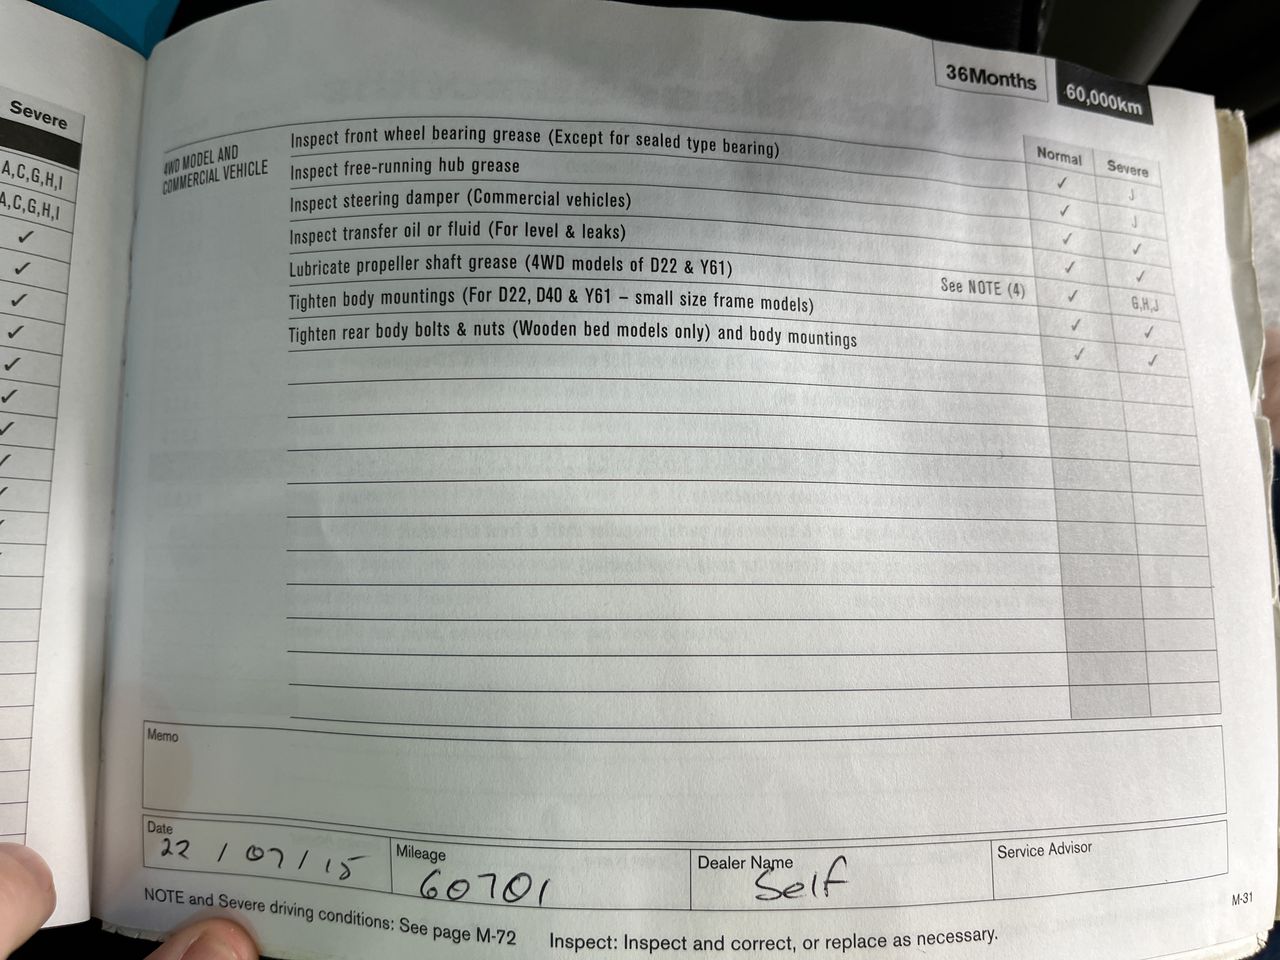 Severe
A,C,G,H,I
A,C,G,H,I
✓
✓
✓
✓
✓
✓
✓
36Months
60,000km
Normal
Severe
4WD MODEL AND
COMMERCIAL VEHICLE
Inspect front wheel bearing grease (Except for sealed type bearing) ✓ J
Inspect free-running hub grease ✓ J
Inspect steering damper (Commercial vehicles) ✓ ✓
Inspect transfer oil or fluid (For level & leaks) ✓ ✓
Lubricate propeller shaft grease (4WD models of D22 & Y61) See NOTE (4) ✓ G,H,J
Tighten body mountings (For D22, D40 & Y61 – small size frame models) ✓ ✓
Tighten rear body bolts & nuts (Wooden bed models only) and body mountings ✓ ✓
Memo
Date
22 / 07 / 15
Mileage
60701
Dealer Name
Self
Service Advisor
NOTE and Severe driving conditions: See page M-72
Inspect: Inspect and correct, or replace as necessary.
M-31